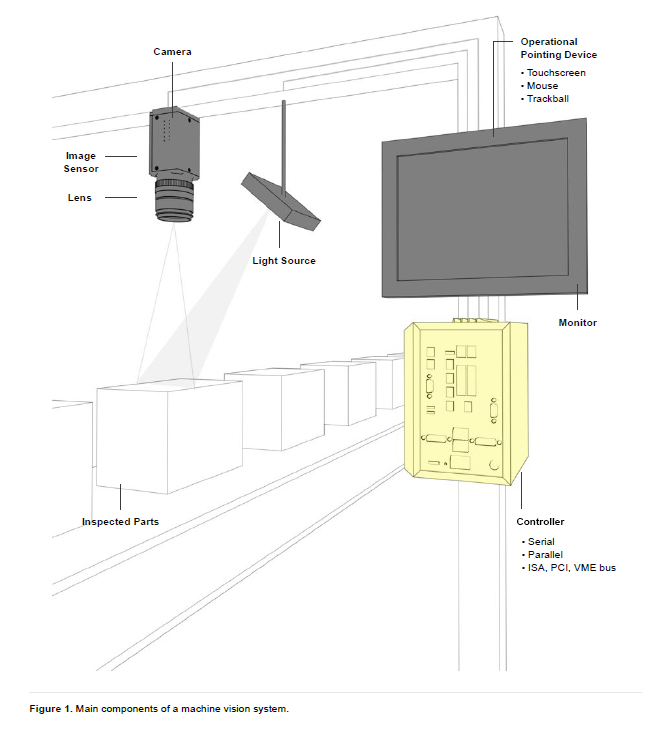 Camera
Operational
Pointing Device
• Touchscreen
• Mouse
• Trackball
Image
Sensor
Lens
Light Source
Monitor
Inspected Parts
Controller
• Serial
• Parallel
• ISA, PCI, VME bus
Figure 1. Main components of a machine vision system.